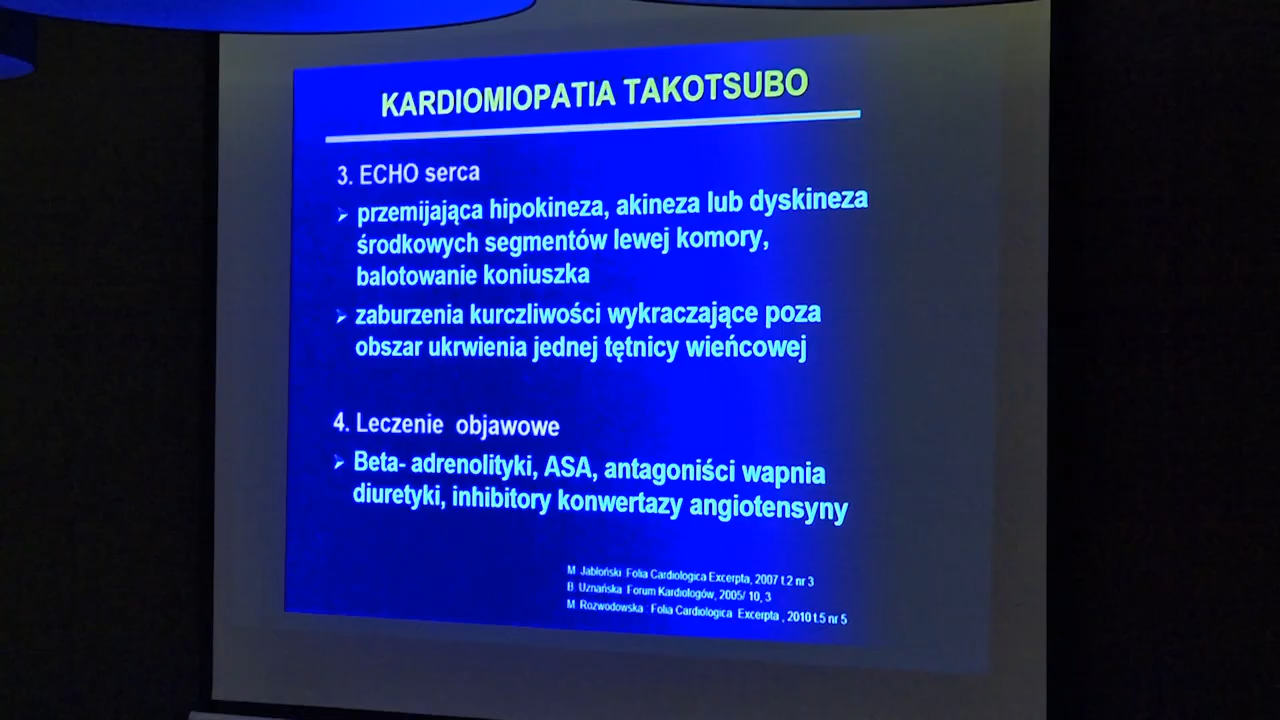 KARDIOMIOPATIA TAKOTSUBO
3. ECHO serca
➢ przemijająca hipokineza, akineza lub dyskineza
środkowych segmentów lewej komory,
balotowanie koniuszka
➢ zaburzenia kurczliwości wykraczające poza
obszar ukrwienia jednej tętnicy wieńcowej
4. Leczenie objawowe
➢ Beta- adrenolityki, ASA, antagoniści wapnia
diuretyki, inhibitory konwertazy angiotensyny
M. Jabłoński Folia Cardiologica Excerpta, 2007 t.2 nr 3
B. Uznańska Forum Kardiologów, 2005/ 10, 3
M. Rozwodowska : Folia Cardiologica Excerpta , 2010 t.5 nr 5